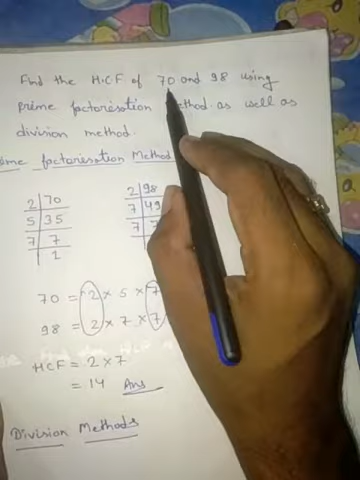 Find the H.C.F of 70 and 98 using
prime factorisation method as well as
division method.
Prime factorisation Method
2 | 70
5 | 35
7 | 7
1
2 | 98
7 | 49
7 |
70 = 2 × 5 × 7
98 = 2 × 7 × 7
HCF = 2 × 7
= 14 Ans
Division Methods